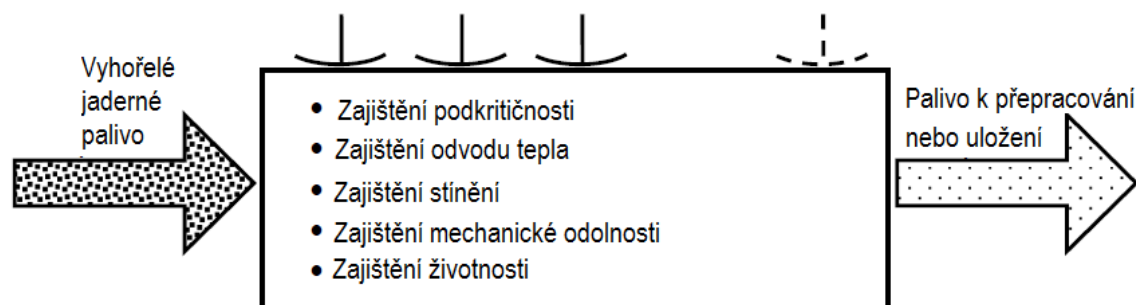 Vyhořelé
jaderné
palivo
• Zajištění podkritičnosti
• Zajištění odvodu tepla
• Zajištění stínění
• Zajištění mechanické odolnosti
• Zajištění životnosti
Palivo k přepracování
nebo uložení